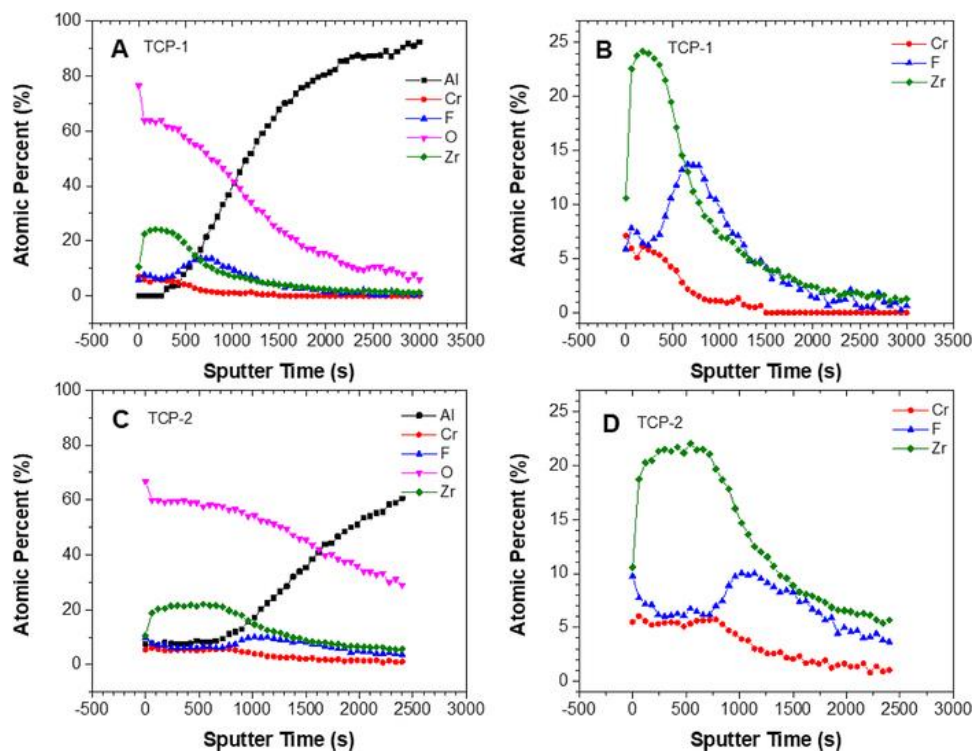 A TCP-1
Al
Cr
F
O
Zr
100
80
60
40
20
0
Atomic Percent (%)
-500 0 500 1000 1500 2000 2500 3000 3500
Sputter Time (s)
B TCP-1
Cr
F
Zr
25
20
15
10
5
0
Atomic Percent (%)
-500 0 500 1000 1500 2000 2500 3000 3500
Sputter Time (s)
C TCP-2
Al
Cr
F
O
Zr
100
80
60
40
20
0
Atomic Percent (%)
-500 0 500 1000 1500 2000 2500 3000
Sputter Time (s)
D TCP-2
Cr
F
Zr
25
20
15
10
5
0
Atomic Percent (%)
-500 0 500 1000 1500 2000 2500 3000
Sputter Time (s)